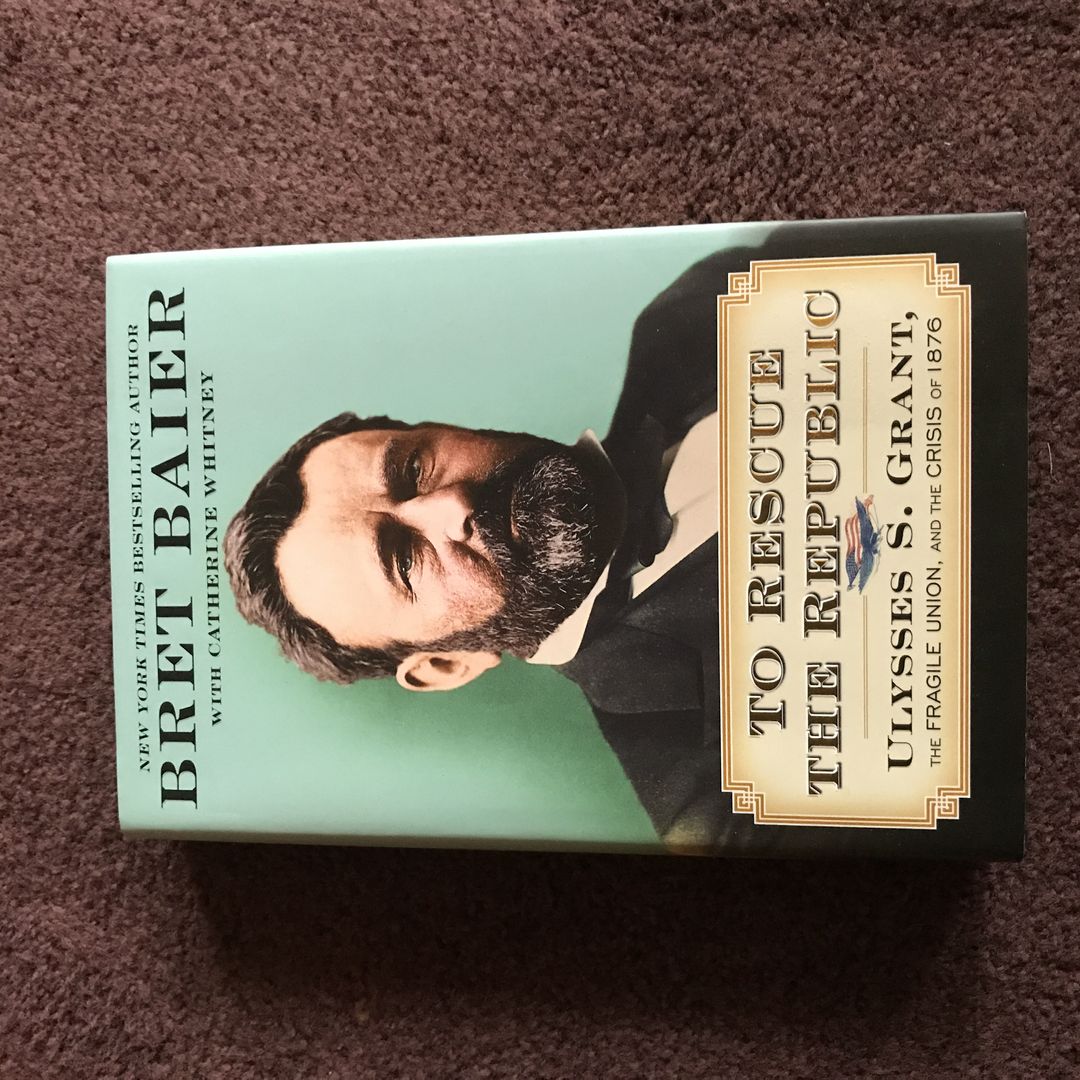 NEW YORK TIMES BESTSELLING AUTHOR
BRET BAIER
WITH CATHERINE WHITNEY
TO RESCUE
THE REPUBLIC
ULYSSES S. GRANT,
THE FRAGILE UNION, AND THE CRISIS OF 1876